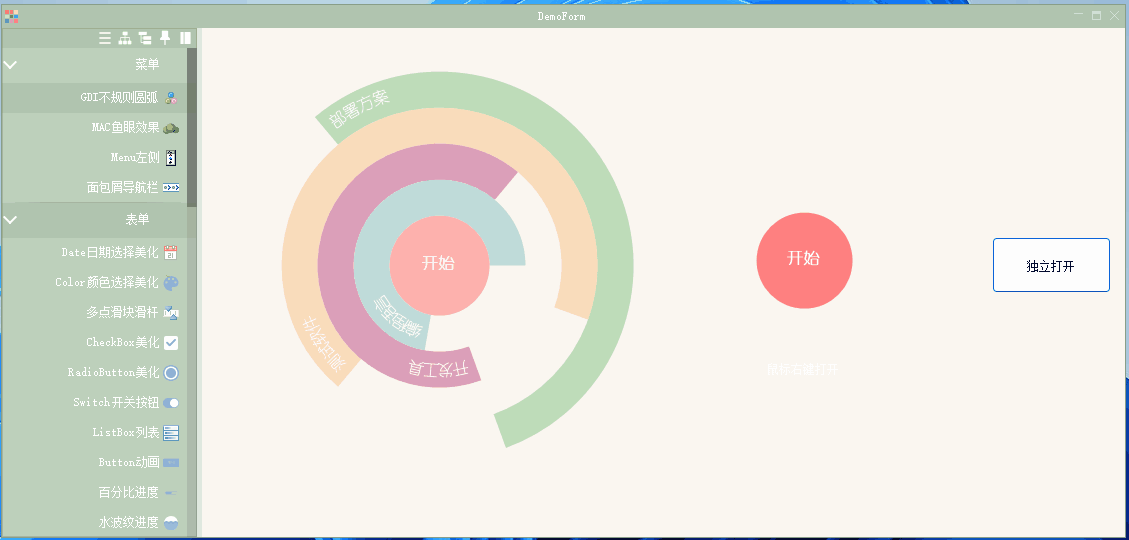 DemoForm
菜单
GDI不规则圆弧
MAC鱼眼效果
Menu左侧
面包屑导航栏
表单
Date日期选择美化
Color颜色选择美化
多点滑块滑杆
CheckBox美化
RadioButton美化
Switch开关按钮
ListBox列表
Button动画
百分比进度
水波纹进度
部署方案
测试软件
开发工具
编程语言
开始
开始
鼠标右键打开
独立打开